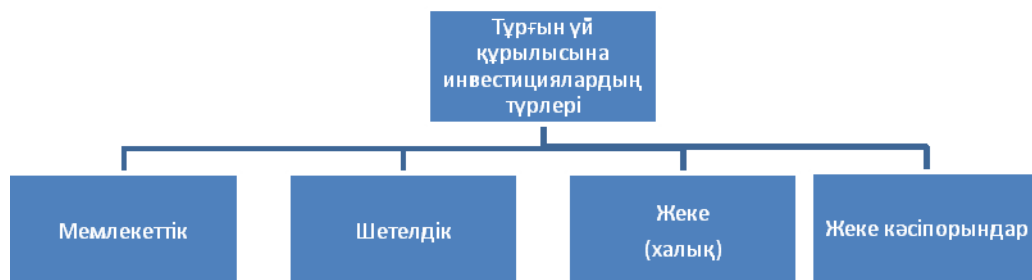 Тұрғын үй
құрылысына
инвестициялардың
түрлері
Мемлекеттік
Шетелдік
Жеке
(халық)
Жеке кәсіпорындар